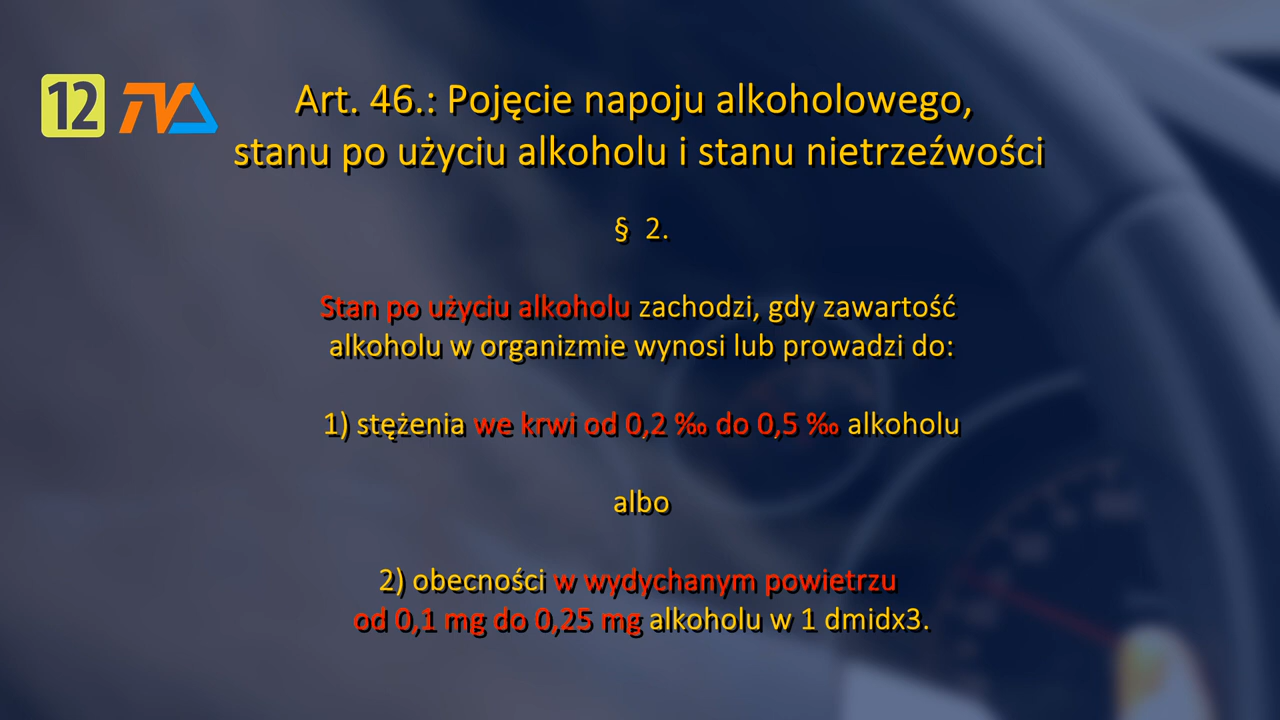 12 TVA
Art. 46.: Pojęcie napoju alkoholowego,
stanu po użyciu alkoholu i stanu nietrzeźwości
§ 2.
Stan po użyciu alkoholu zachodzi, gdy zawartość
alkoholu w organizmie wynosi lub prowadzi do:
1) stężenia we krwi od 0,2 ‰ do 0,5 ‰ alkoholu
albo
2) obecności w wydychanym powietrzu
od 0,1 mg do 0,25 mg alkoholu w 1 dmidx3.